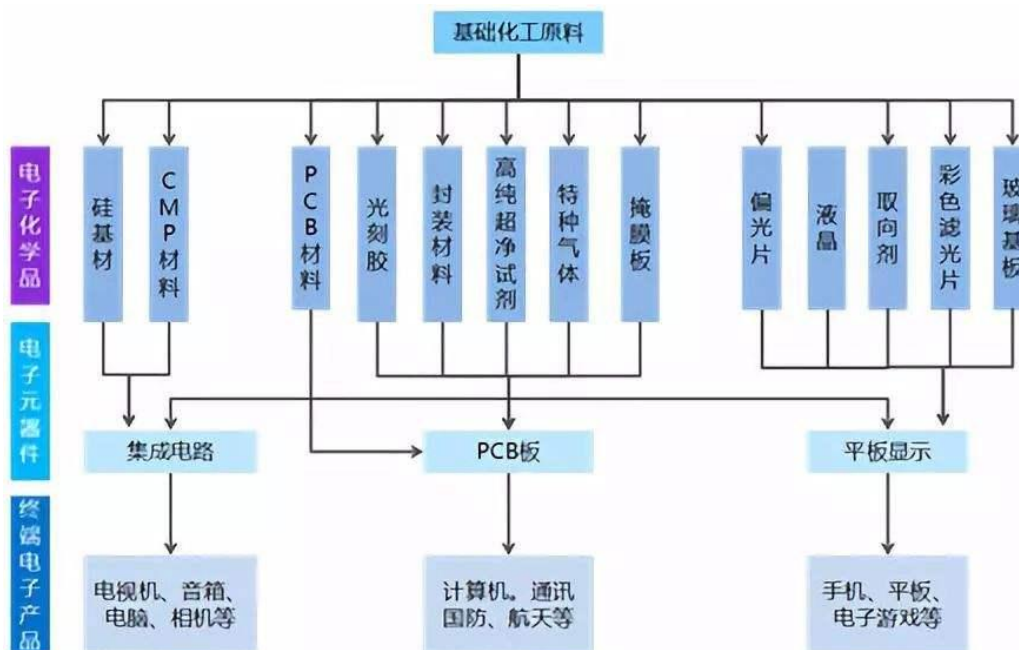 基础化工原料
电子化学品
硅基材
CMP材料
PCB材料
光刻胶
封装材料
高纯超净试剂
特种气体
掩膜板
偏光片
液晶
取向剂
彩色滤光片
玻璃基板
电子元器件
集成电路
PCB板
平板显示
终端电子产品
电视机、音箱、
电脑、相机等
计算机。通讯
国防、航天等
手机、平板、
电子游戏等